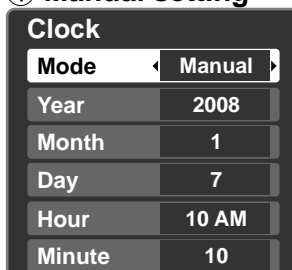 Clock
Mode Manual
Year 2008
Month 1
Day 7
Hour 10 AM
Minute 10